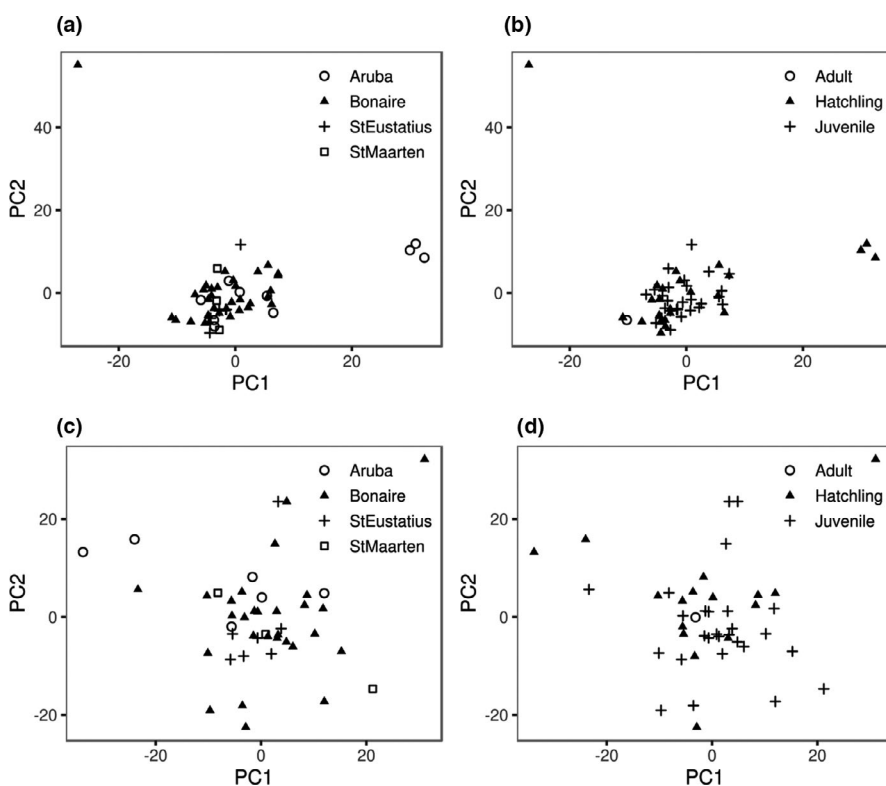 (a)
Aruba
Bonaire
StEustatius
StMaarten
PC2
40
20
0
-20
0
20
PC1
(b)
Adult
Hatchling
Juvenile
PC2
40
20
0
-20
0
20
PC1
(c)
Aruba
Bonaire
StEustatius
StMaarten
PC2
20
0
-20
-20
0
20
PC1
(d)
Adult
Hatchling
Juvenile
PC2
20
0
-20
-20
0
20
PC1